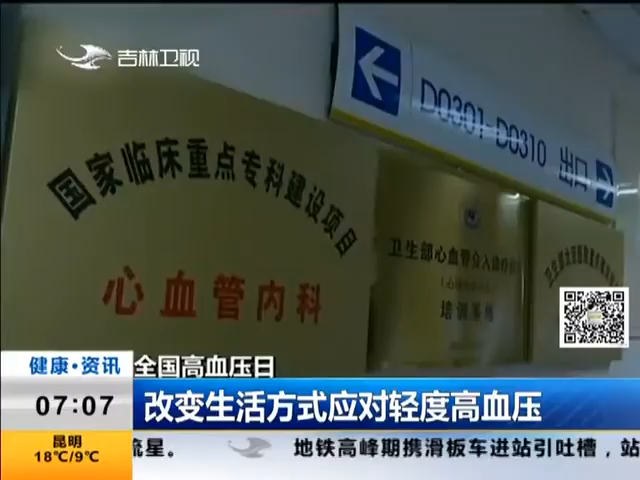 吉林卫视
D0301-D0310 出口
国家临床重点专科建设项目
心血管内科
卫生部心血管介入诊疗
培训基地
健康·资讯
全国高血压日
07:07
改变生活方式应对轻度高血压
昆明
18℃/9℃
流星。 地铁高峰期携滑板车进站引吐槽，站